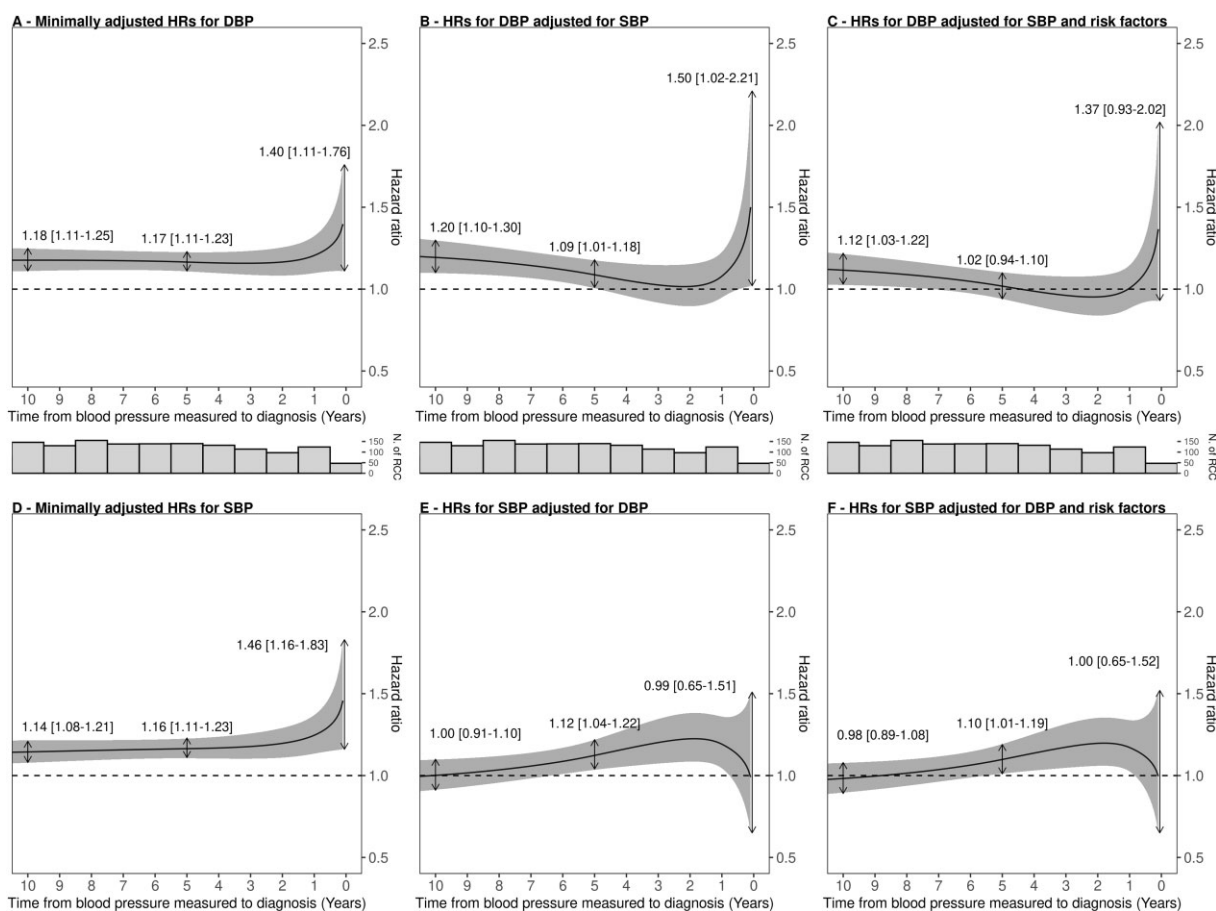 A - Minimally adjusted HRs for DBP
2.5
2.0
1.5
1.0
0.5
Hazard ratio
1.40 [1.11-1.76]
1.18 [1.11-1.25]
1.17 [1.11-1.23]
10 9 8 7 6 5 4 3 2 1 0
Time from blood pressure measured to diagnosis (Years)
150
100
50
0
N. of RCC
B - HRs for DBP adjusted for SBP
2.5
2.0
1.5
1.0
0.5
Hazard ratio
1.50 [1.02-2.21]
1.20 [1.10-1.30]
1.09 [1.01-1.18]
10 9 8 7 6 5 4 3 2 1 0
Time from blood pressure measured to diagnosis (Years)
150
100
50
0
N. of RCC
C - HRs for DBP adjusted for SBP and risk factors
2.5
2.0
1.5
1.0
0.5
Hazard ratio
1.37 [0.93-2.02]
1.12 [1.03-1.22]
1.02 [0.94-1.10]
10 9 8 7 6 5 4 3 2 1 0
Time from blood pressure measured to diagnosis (Years)
150
100
50
0
N. of RCC
D - Minimally adjusted HRs for SBP
2.5
2.0
1.5
1.0
0.5
Hazard ratio
1.46 [1.16-1.83]
1.14 [1.08-1.21]
1.16 [1.11-1.23]
10 9 8 7 6 5 4 3 2 1 0
Time from blood pressure measured to diagnosis (Years)
E - HRs for SBP adjusted for DBP
2.5
2.0
1.5
1.0
0.5
Hazard ratio
0.99 [0.65-1.51]
1.00 [0.91-1.10]
1.12 [1.04-1.22]
10 9 8 7 6 5 4 3 2 1 0
Time from blood pressure measured to diagnosis (Years)
F - HRs for SBP adjusted for DBP and risk factors
2.5
2.0
1.5
1.0
0.5
Hazard ratio
1.00 [0.65-1.52]
0.98 [0.89-1.08]
1.10 [1.01-1.19]
10 9 8 7 6 5 4 3 2 1 0
Time from blood pressure measured to diagnosis (Years)